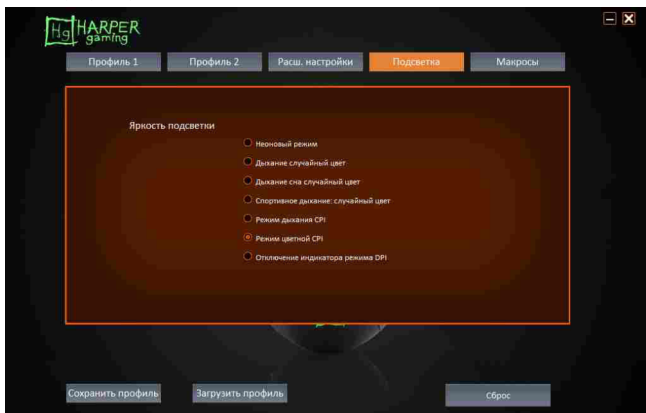 Hg HARPER
gaming
Профиль 1 Профиль 2 Расш. настройки Подсветка Макросы
Яркость подсветки
Неоновый режим
Дыхание случайный цвет
Дыхание сна случайный цвет
Спортивное дыхание: случайный цвет
Режим дыхания CPI
Режим цветной CPI
Отключение индикатора режима DPI
Сохранить профиль Загрузить профиль Сброс